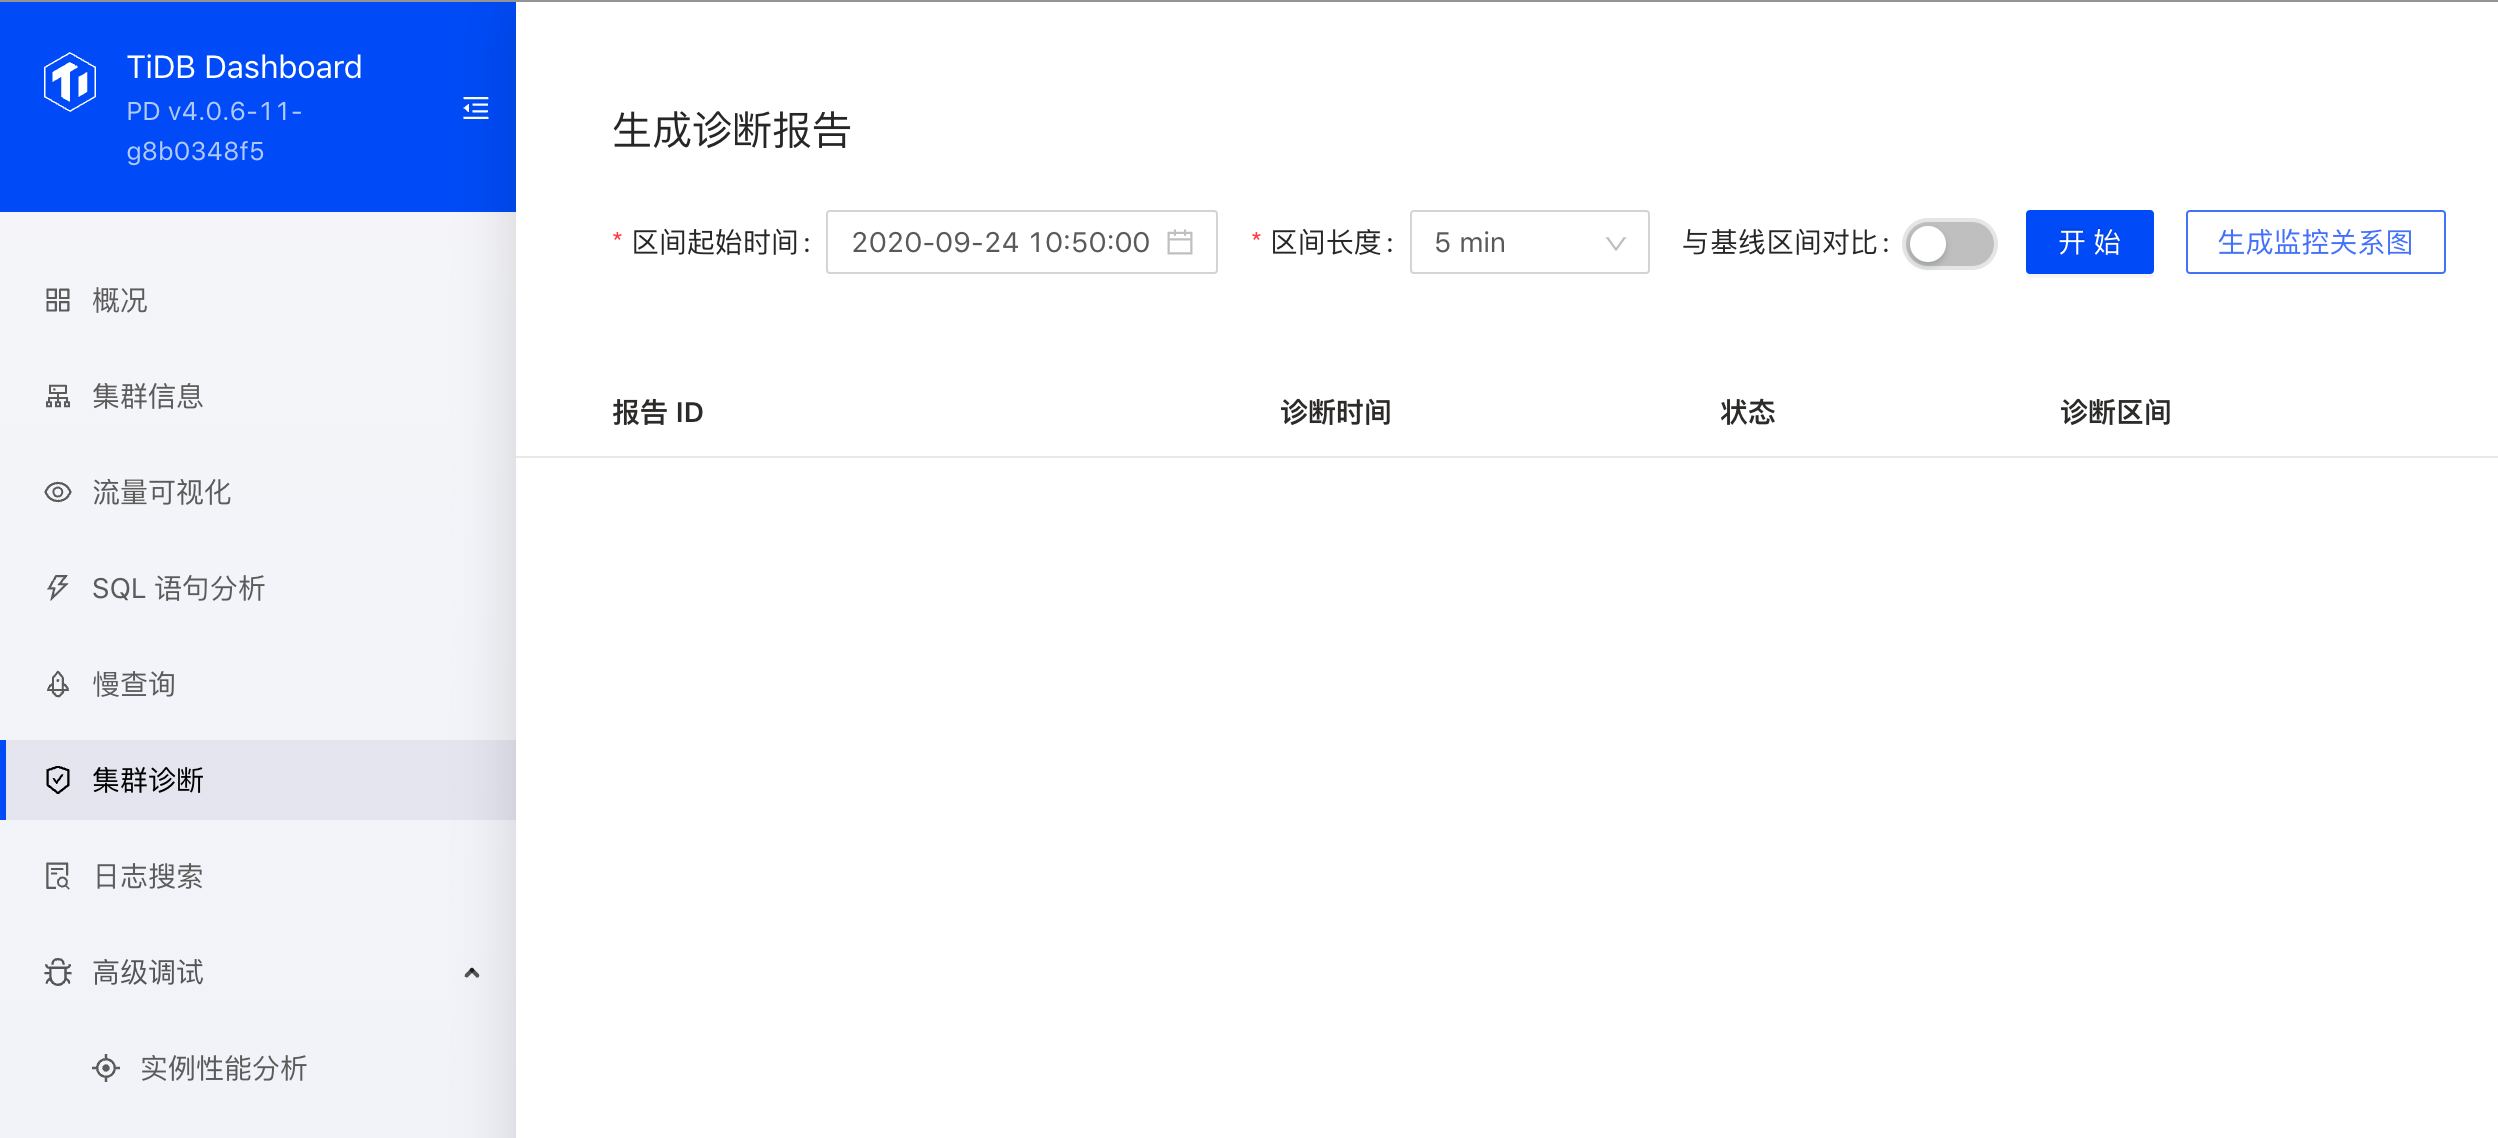 TiDB Dashboard
PD v4.0.6-11-
g8b0348f5
概况
集群信息
流量可视化
SQL 语句分析
慢查询
集群诊断
日志搜索
高级调试
实例性能分析
生成诊断报告
* 区间起始时间: 2020-09-24 10:50:00 * 区间长度: 5 min 与基线区间对比: 开 始 生成监控关系图
报告 ID 诊断时间 状态 诊断区间